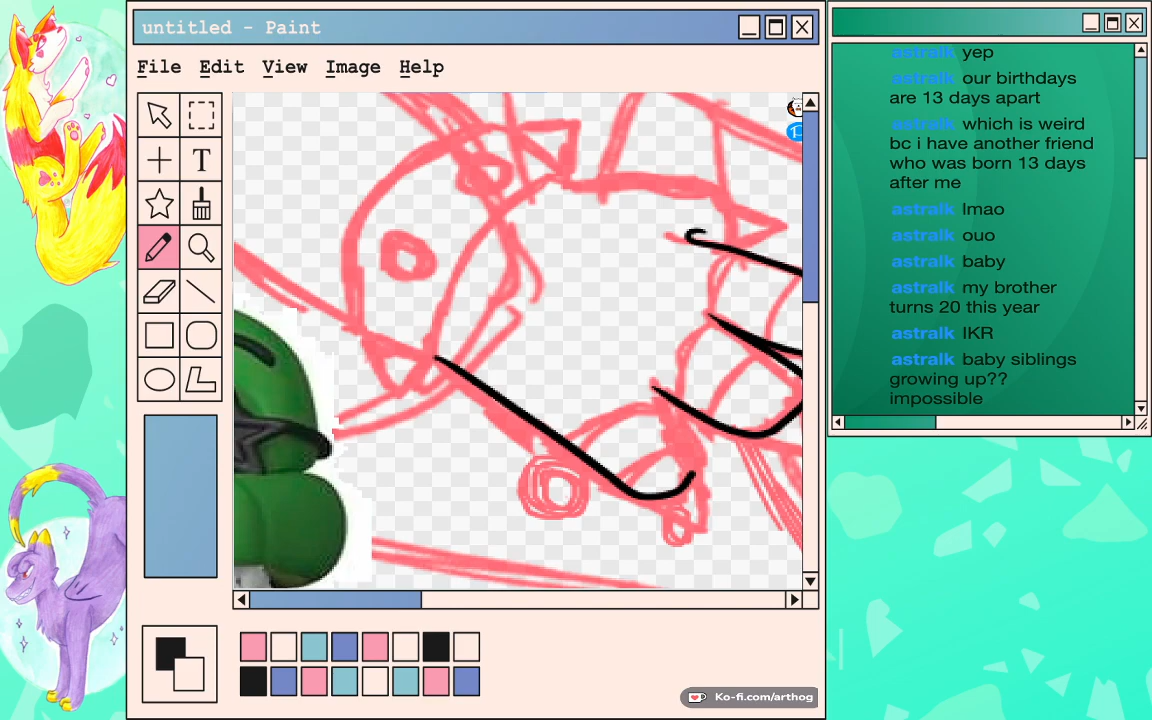 untitled - Paint
File Edit View Image Help
T
Ko-fi.com/arthog
astralk yep
astralk our birthdays
are 13 days apart
astralk which is weird
bc i have another friend
who was born 13 days
after me
astralk lmao
astralk ouo
astralk baby
astralk my brother
turns 20 this year
astralk IKR
astralk baby siblings
growing up??
impossible